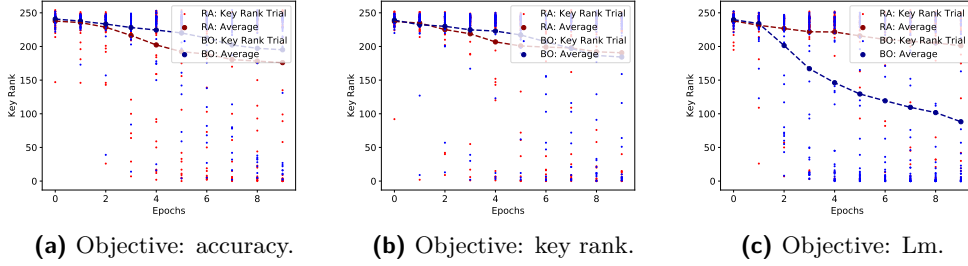 RA: Key Rank Trial
RA: Average
BO: Key Rank Trial
BO: Average
Key Rank
250
200
150
100
50
0
0 2 4 6 8
Epochs
(a) Objective: accuracy.
RA: Key Rank Trial
RA: Average
BO: Key Rank Trial
BO: Average
Key Rank
250
200
150
100
50
0
0 2 4 6 8
Epochs
(b) Objective: key rank.
RA: Key Rank Trial
RA: Average
BO: Key Rank Trial
BO: Average
Key Rank
250
200
150
100
50
0
0 2 4 6 8
Epochs
(c) Objective: Lm.